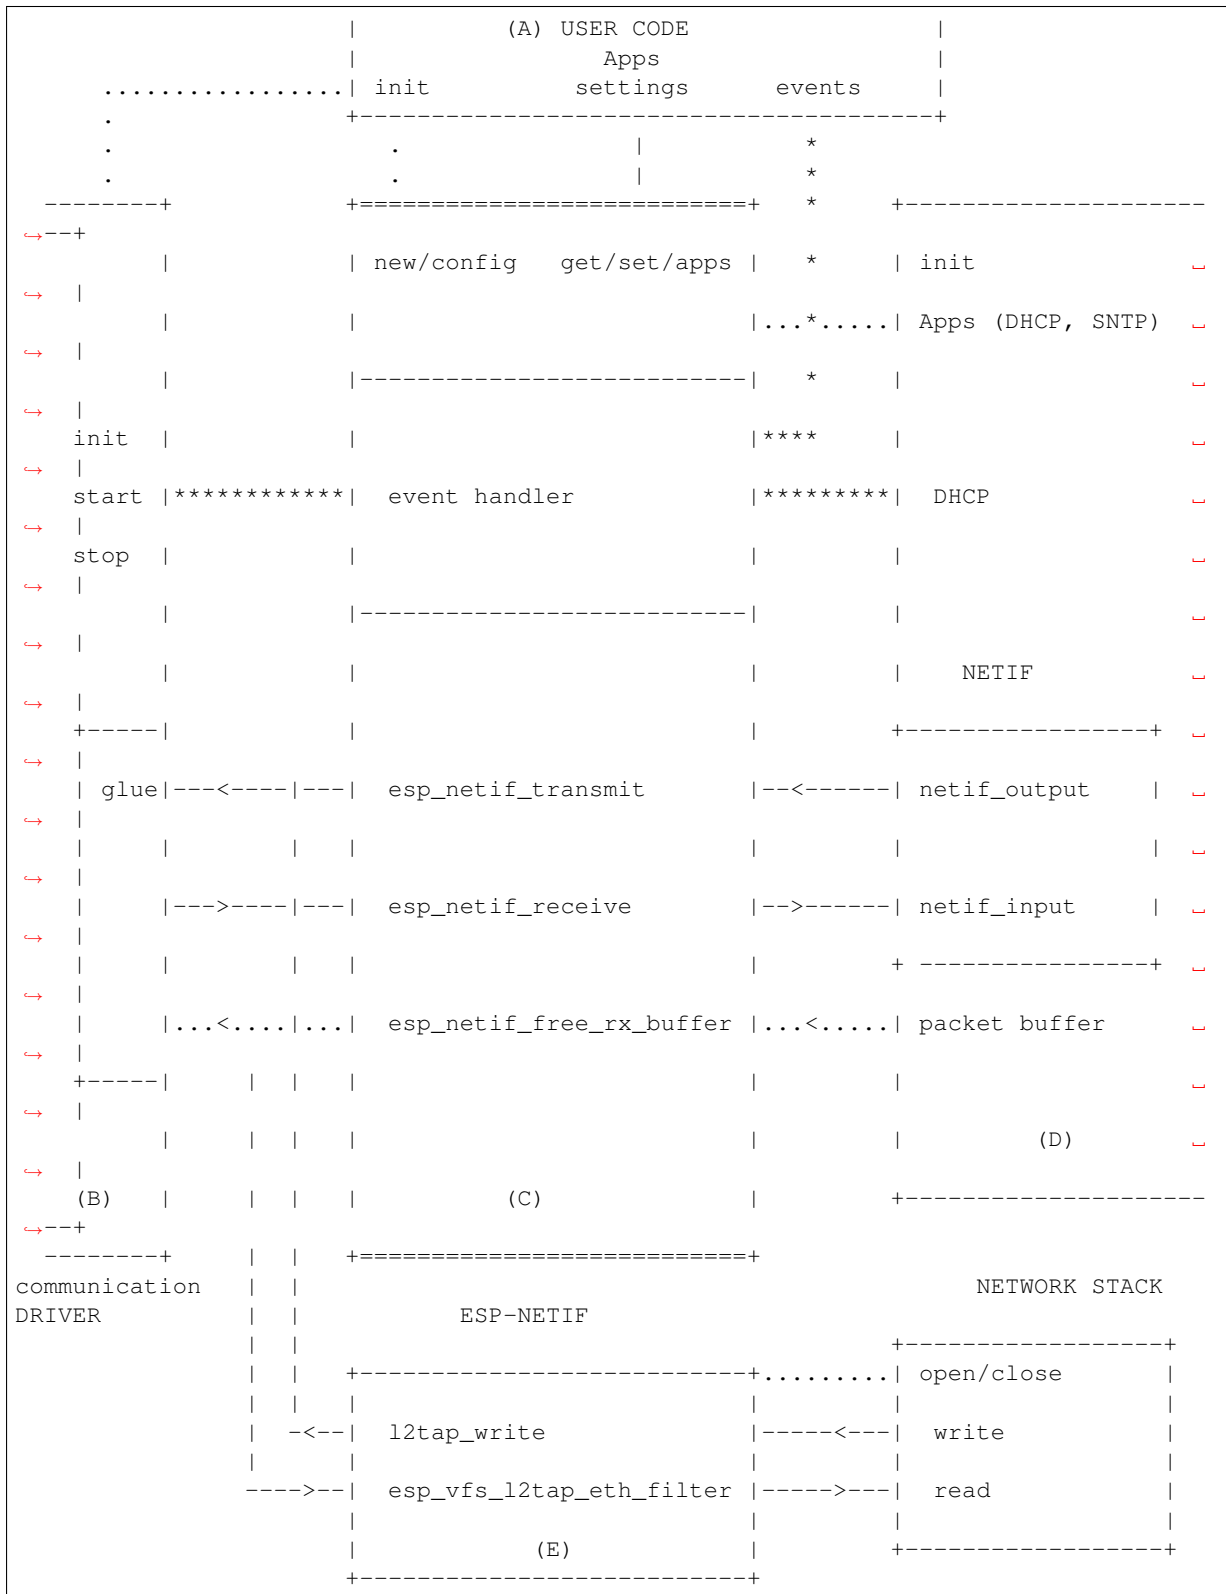 (A) USER CODE
Apps
init settings events
new/config get/set/apps init
Apps (DHCP, SNTP)
init
start event handler DHCP
stop
NETIF
glue esp_netif_transmit netif_output
esp_netif_receive netif_input
esp_netif_free_rx_buffer packet buffer
(D)
(B) (C)
communication NETWORK STACK
DRIVER ESP-NETIF
open/close
l2tap_write write
esp_vfs_l2tap_eth_filter read
(E)